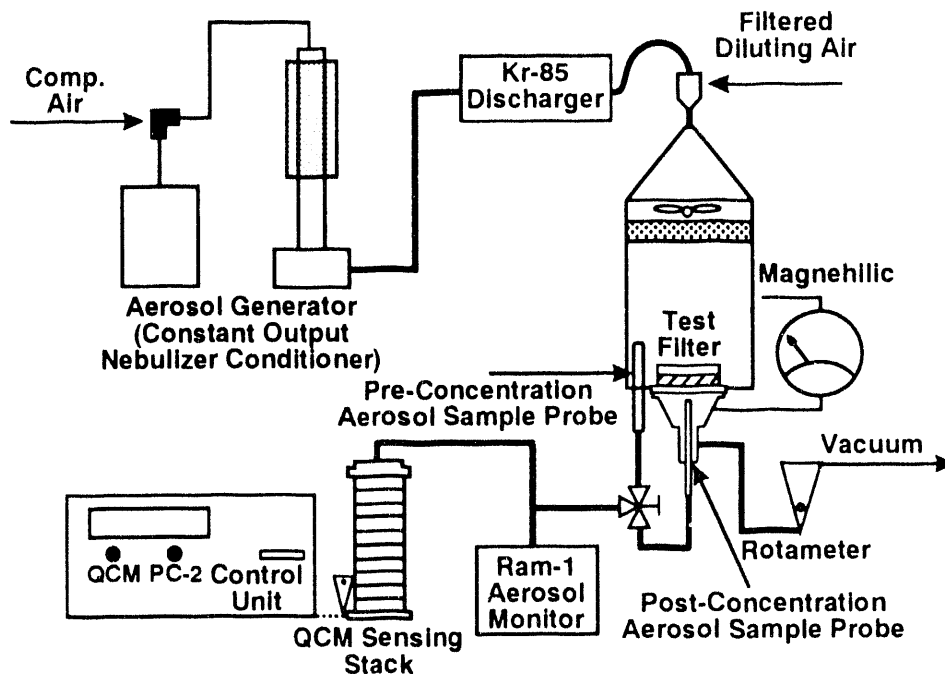 Comp.
Air
Kr-85
Discharger
Filtered
Diluting Air
Aerosol Generator
(Constant Output
Nebulizer Conditioner)
Magnehilic
Test
Filter
Pre-Concentration
Aerosol Sample Probe
Vacuum
QCM PC-2 Control
Unit
QCM Sensing
Stack
Ram-1
Aerosol
Monitor
Rotameter
Post-Concentration
Aerosol Sample Probe